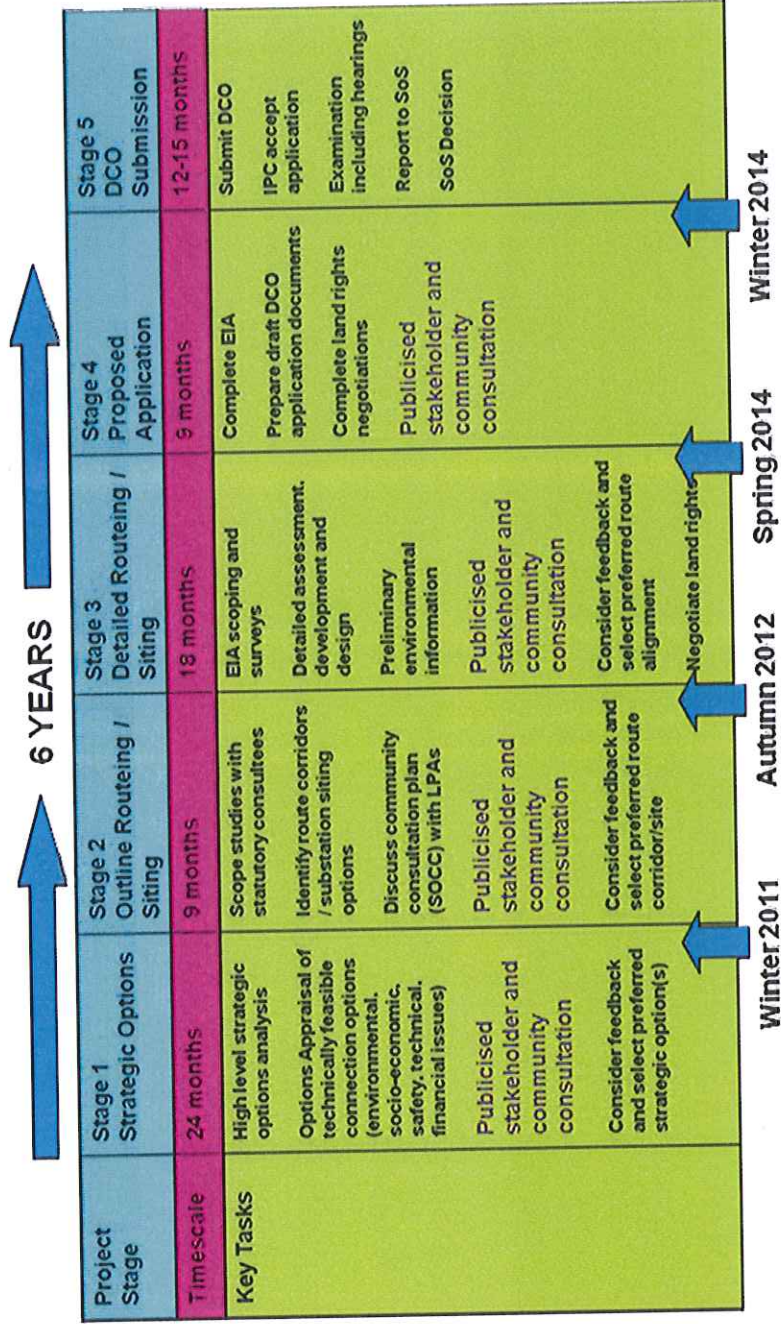 6 YEARS
Project
Stage
Stage 1
Strategic Options
Stage 2
Outline Routeing /
Siting
Stage 3
Detailed Routeing /
Siting
Stage 4
Proposed
Application
Stage 5
DCO
Submission
Timescale
24 months
9 months
18 months
9 months
12-15 months
Key Tasks
High level strategic
options analysis
Options Appraisal of
technically feasible
connection options
(environmental,
socio-economic,
safety, technical,
financial issues)
Publicised
stakeholder and
community
consultation
Consider feedback
and select preferred
strategic option(s)
Scope studies with
statutory consultees
Identify route corridors
/ substation siting
options
Discuss community
consultation plan
(SOCC) with LPAs
Publicised
stakeholder and
community
consultation
Consider feedback and
select preferred route
corridor/site
EIA scoping and
surveys
Detailed assessment.
development and
design
Preliminary
environmental
information
Publicised
stakeholder and
community
consultation
Consider feedback and
select preferred route
alignment
Negotiate land rights
Complete EIA
Prepare draft DCO
application documents
Complete land rights
negotiations
Publicised
stakeholder and
community
consultation
Submit DCO
IPC accept
application
Examination
including hearings
Report to SoS
SoS Decision
Winter 2011
Autumn 2012
Spring 2014
Winter 2014